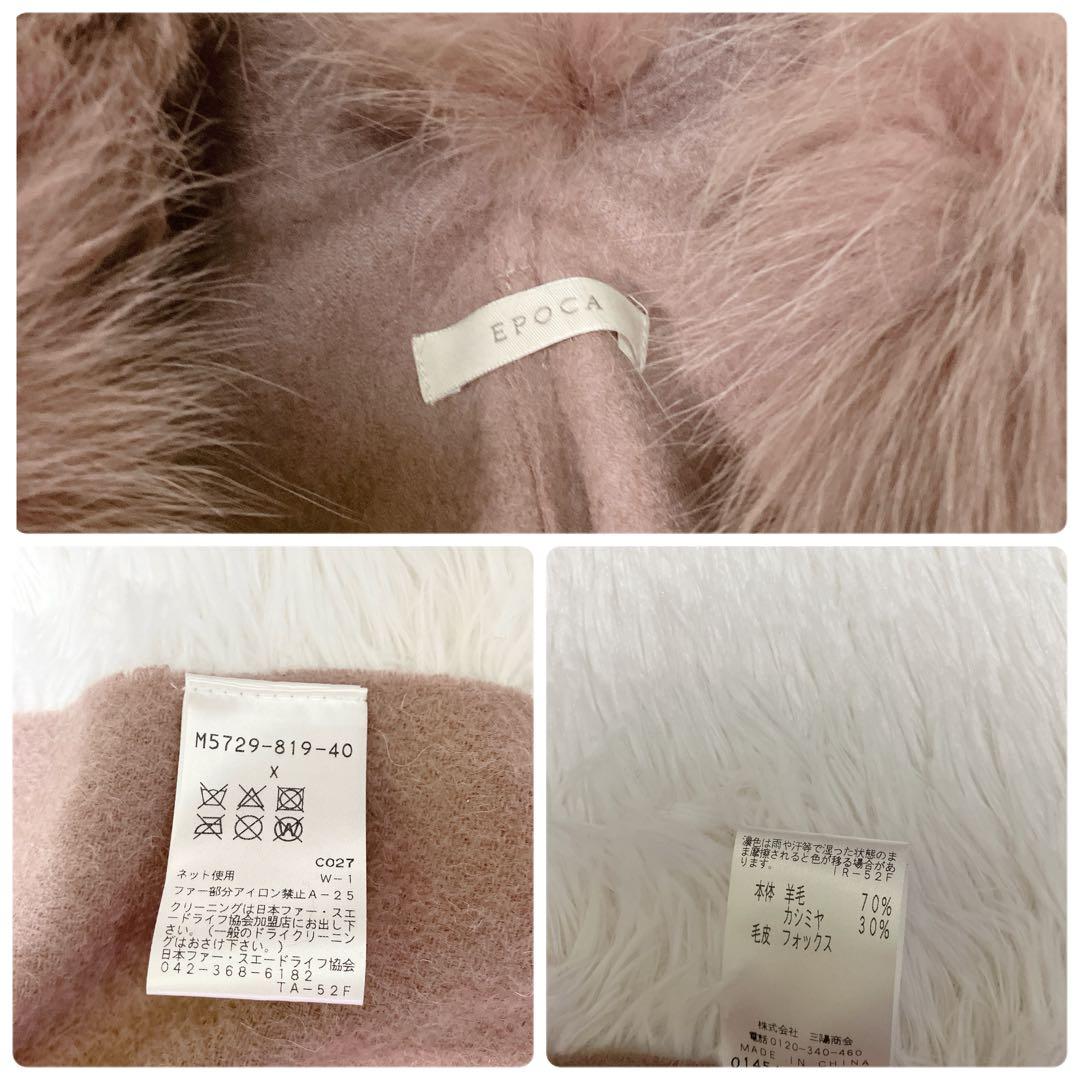 EPOCA
M5729-819-40
X
W
C027
ネット使用 W-1
ファー部分アイロン禁止A-25
クリーニングは日本ファー・スエ
ードライフ協会加盟店にお出し下
さい。(一般のドライクリーニン
グはおさけ下さい。)
日本ファー・スエードライフ協会
042-368-6182
TA-52F
濃色は雨や汗等で湿った状態のま
ま摩擦されると色が移る場合があ
ります。 TR-52F
本体 羊毛 70%
カシミヤ 30%
毛皮 フォックス
株式会社 三陽商会
電話0120-340-460
MADE IN CHINA